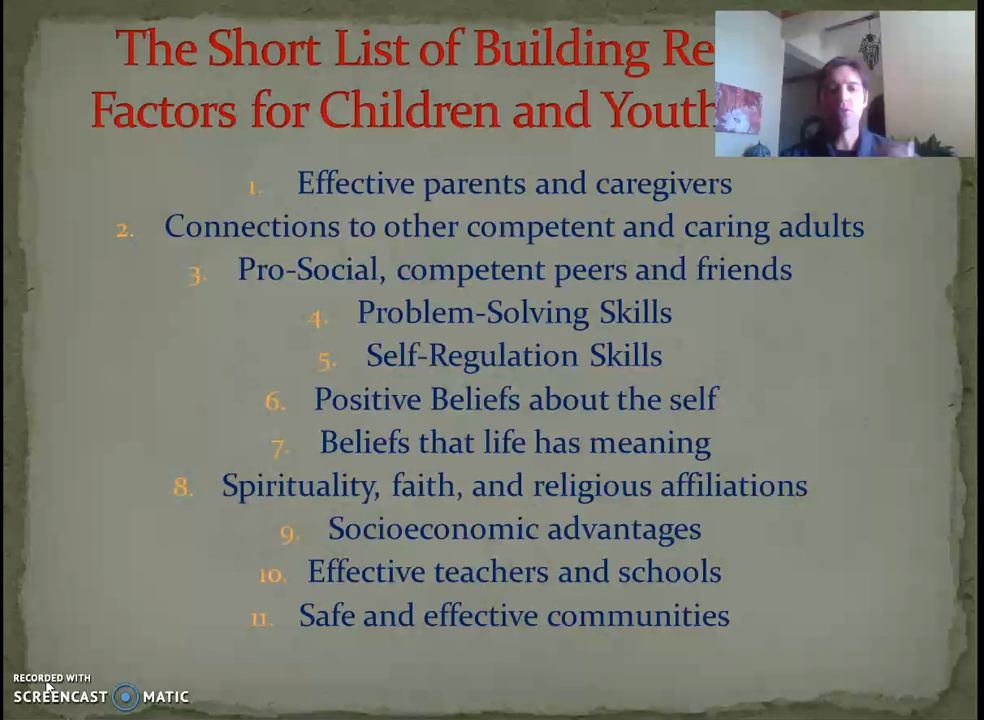 The Short List of Building Re
Factors for Children and Youth
1. Effective parents and caregivers
2. Connections to other competent and caring adults
3. Pro-Social, competent peers and friends
4. Problem-Solving Skills
5. Self-Regulation Skills
6. Positive Beliefs about the self
7. Beliefs that life has meaning
8. Spirituality, faith, and religious affiliations
9. Socioeconomic advantages
10. Effective teachers and schools
11. Safe and effective communities
RECORDED WITH
SCREENCAST MATIC